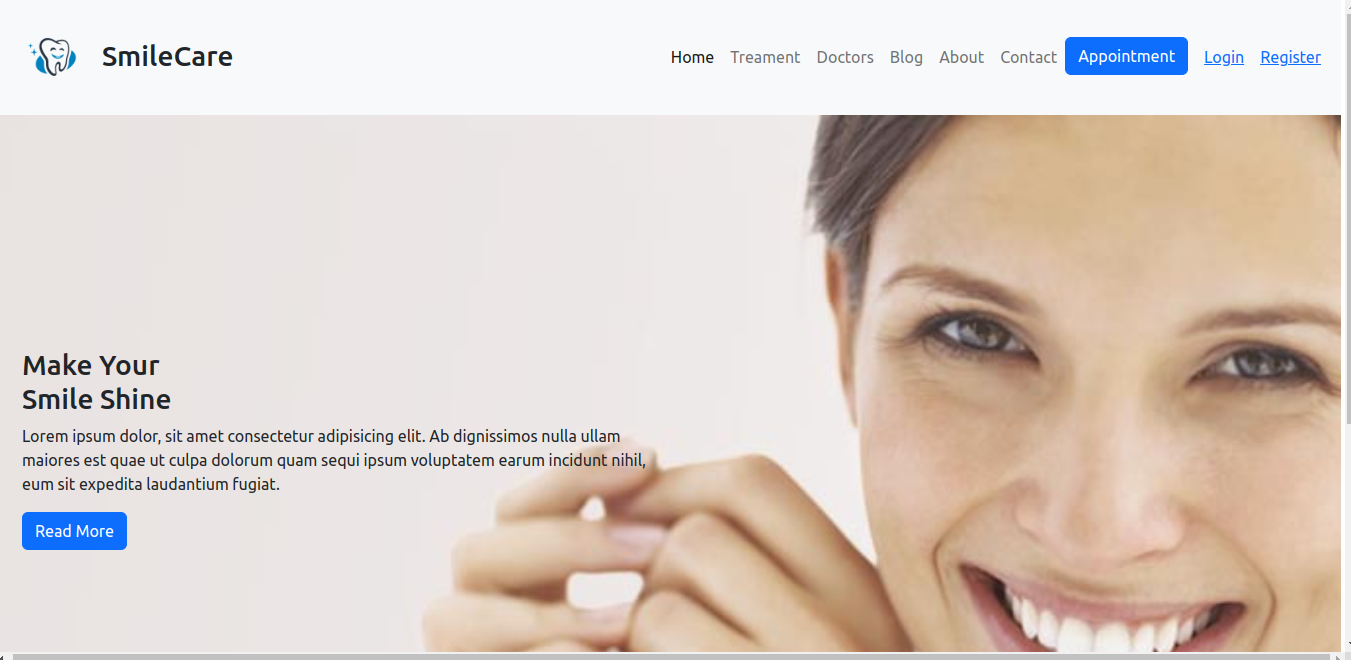 SmileCare
Home Treament Doctors Blog About Contact Appointment Login Register
Make Your
Smile Shine
Lorem ipsum dolor, sit amet consectetur adipisicing elit. Ab dignissimos nulla ullam
maiores est quae ut culpa dolorum quam sequi ipsum voluptatem earum incidunt nihil,
eum sit expedita laudantium fugiat.
Read More